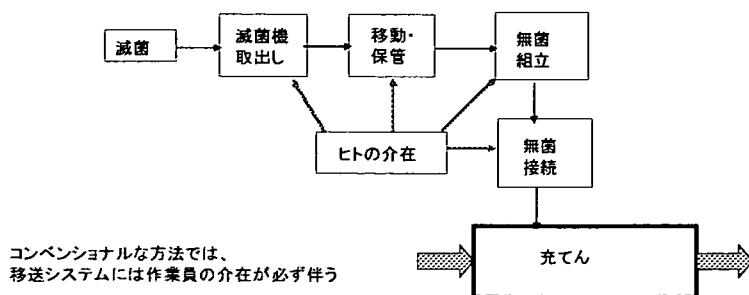 滅菌
滅菌機
取出し
移動・
保管
無菌
組立
ヒトの介在
無菌
接続
充てん
コンベンショナルな方法では、
移送システムには作業員の介在が必ず伴う